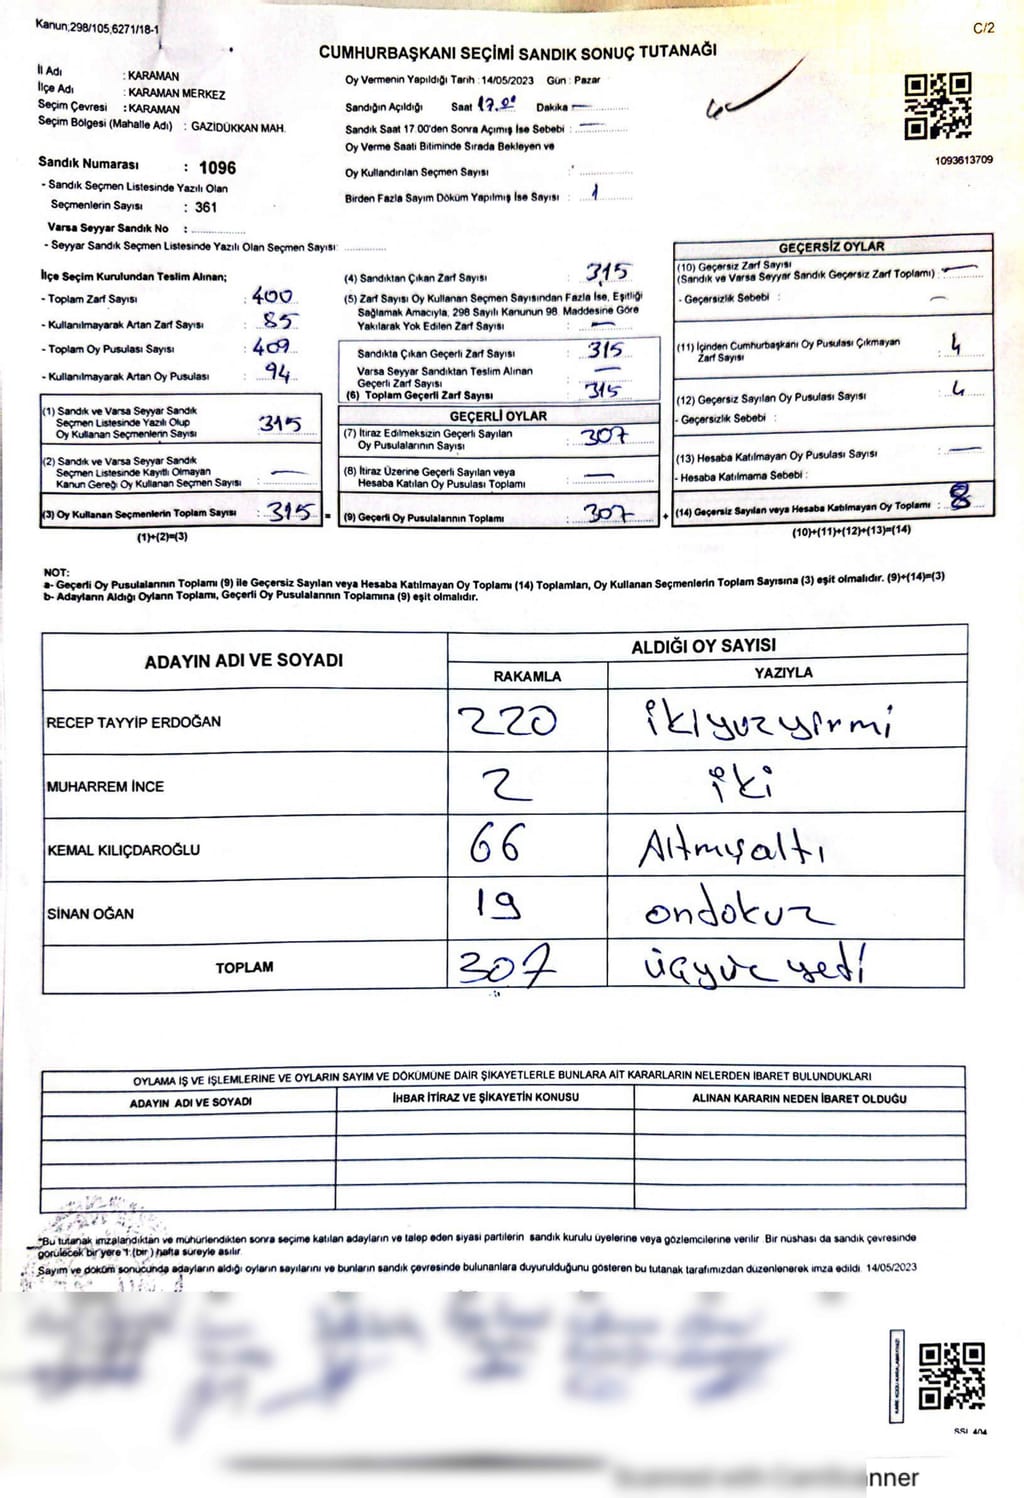 Kanun,298/105,6271/18-1
C/2
CUMHURBAŞKANI SEÇİMİ SANDIK SONUÇ TUTANAĞI
İl Adı : KARAMAN
İlçe Adı : KARAMAN MERKEZ
Seçim Çevresi : KARAMAN
Seçim Bölgesi (Mahalle Adı) : GAZİDÜKKAN MAH.
Sandık Numarası : 1096
- Sandık Seçmen Listesinde Yazılı Olan
Seçmenlerin Sayısı : 361
Varsa Seyyar Sandık No :
- Seyyar Sandık Seçmen Listesinde Yazılı Olan Seçmen Sayısı:
Oy Vermenin Yapıldığı Tarih : 14/05/2023 Gün : Pazar
Sandığın Açıldığı Saat 17.00 Dakika —
Sandık Saat 17.00'den Sonra Açımış İse Sebebi : —
Oy Verme Saati Bitiminde Sırada Bekleyen ve
Oy Kullandırılan Seçmen Sayısı :
Birden Fazla Sayım Döküm Yapılmış İse Sayısı : 1
1093613709
İlçe Seçim Kurulundan Teslim Alınan;
- Toplam Zarf Sayısı : 400
- Kullanılmayarak Artan Zarf Sayısı : 85
- Toplam Oy Pusulası Sayısı : 409
- Kullanılmayarak Artan Oy Pusulası : 94
(1) Sandık ve Varsa Seyyar Sandık
Seçmen Listesinde Yazılı Olup
Oy Kullanan Seçmenlerin Sayısı : 315
(2) Sandık ve Varsa Seyyar Sandık
Seçmen Listesinde Kayıtlı Olmayan
Kanun Gereği Oy Kullanan Seçmen Sayısı : —
(3) Oy Kullanan Seçmenlerin Toplam Sayısı : 315 =
(1)+(2)=(3)
(4) Sandıktan Çıkan Zarf Sayısı : 315
(5) Zarf Sayısı Oy Kullanan Seçmen Sayısından Fazla İse, Eşitliği
Sağlamak Amacıyla, 298 Sayılı Kanunun 98. Maddesine Göre
Yakılarak Yok Edilen Zarf Sayısı : —
Sandıkta Çıkan Geçerli Zarf Sayısı : 315
Varsa Seyyar Sandıktan Teslim Alınan
Geçerli Zarf Sayısı : —
(6) Toplam Geçerli Zarf Sayısı : 315
GEÇERLİ OYLAR
(7) İtiraz Edilmeksizin Geçerli Sayılan
Oy Pusulalarının Sayısı : 307
(8) İtiraz Üzerine Geçerli Sayılan veya
Hesaba Katılan Oy Pusulası Toplamı : —
(9) Geçerli Oy Pusulalarının Toplamı : 307 +
GEÇERSİZ OYLAR
(10) Geçersiz Zarf Sayısı
(Sandık ve Varsa Seyyar Sandık Geçersiz Zarf Toplamı) : —
- Geçersizlik Sebebi : —
(11) İçinden Cumhurbaşkanı Oy Pusulası Çıkmayan
Zarf Sayısı : 4
(12) Geçersiz Sayılan Oy Pusulası Sayısı : 4
- Geçersizlik Sebebi :
(13) Hesaba Katılmayan Oy Pusulası Sayısı : —
- Hesaba Katılmama Sebebi :
(14) Geçersiz Sayılan veya Hesaba Katılmayan Oy Toplamı : 8
(10)+(11)+(12)+(13)=(14)
NOT:
a- Geçerli Oy Pusulalarının Toplamı (9) ile Geçersiz Sayılan veya Hesaba Katılmayan Oy Toplamı (14) Toplamları, Oy Kullanan Seçmenlerin Toplam Sayısına (3) eşit olmalıdır. (9)+(14)=(3)
b- Adayların Aldığı Oyların Toplamı, Geçerli Oy Pusulalarının Toplamına (9) eşit olmalıdır.
ADAYIN ADI VE SOYADI ALDIĞI OY SAYISI
RAKAMLA YAZIYLA
RECEP TAYYİP ERDOĞAN 220 ikiyuzyirmi
MUHARREM İNCE 2 iki
KEMAL KILIÇDAROĞLU 66 Altmışaltı
SİNAN OĞAN 19 ondokuz
TOPLAM 307 üçyüz yedi
OYLAMA İŞ VE İŞLEMLERİNE VE OYLARIN SAYIM VE DÖKÜMÜNE DAİR ŞİKAYETLERLE BUNLARA AİT KARARLARIN NELERDEN İBARET BULUNDUKLARI
ADAYIN ADI VE SOYADI İHBAR İTİRAZ VE ŞİKAYETİN KONUSU ALINAN KARARIN NEDEN İBARET OLDUĞU
"Bu tutanak imzalandıktan ve mühürlendikten sonra seçime katılan adayların ve talep eden siyasi partilerin sandık kurulu üyelerine veya gözlemcilerine verilir. Bir nüshası da sandık çevresinde
görülecek bir yere 1 (bir ) hafta süreyle asılır.
Sayım ve döküm sonucunda adayların aldığı oyların sayılarını ve bunların sandık çevresinde bulunanlara duyurulduğunu gösteren bu tutanak tarafımızdan düzenlenerek imza edildi. 14/05/2023
SSI 404
Scanned with CamScanner